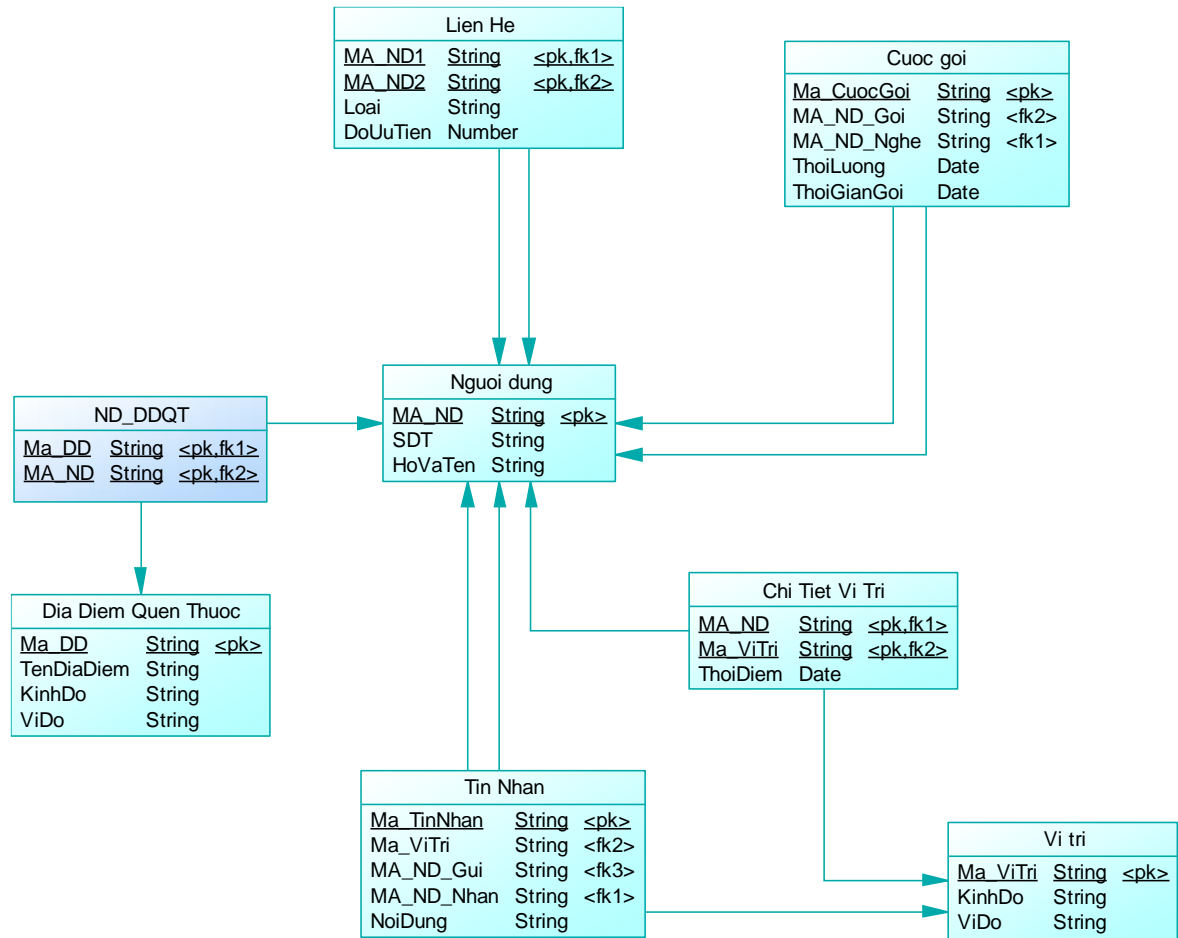 Lien He
MA_ND1 String <pk,fk1>
MA_ND2 String <pk,fk2>
Loai String
DoUuTien Number
Cuoc goi
Ma_CuocGoi String <pk>
MA_ND_Goi String <fk2>
MA_ND_Nghe String <fk1>
ThoiLuong Date
ThoiGianGoi Date
Nguoi dung
MA_ND String <pk>
SDT String
HoVaTen String
ND_DDQT
Ma_DD String <pk,fk1>
MA_ND String <pk,fk2>
Dia Diem Quen Thuoc
Ma_DD String <pk>
TenDiaDiem String
KinhDo String
ViDo String
Chi Tiet Vi Tri
MA_ND String <pk,fk1>
Ma_ViTri String <pk,fk2>
ThoiDiem Date
Tin Nhan
Ma_TinNhan String <pk>
Ma_ViTri String <fk2>
MA_ND_Gui String <fk3>
MA_ND_Nhan String <fk1>
NoiDung String
Vi tri
Ma_ViTri String <pk>
KinhDo String
ViDo String